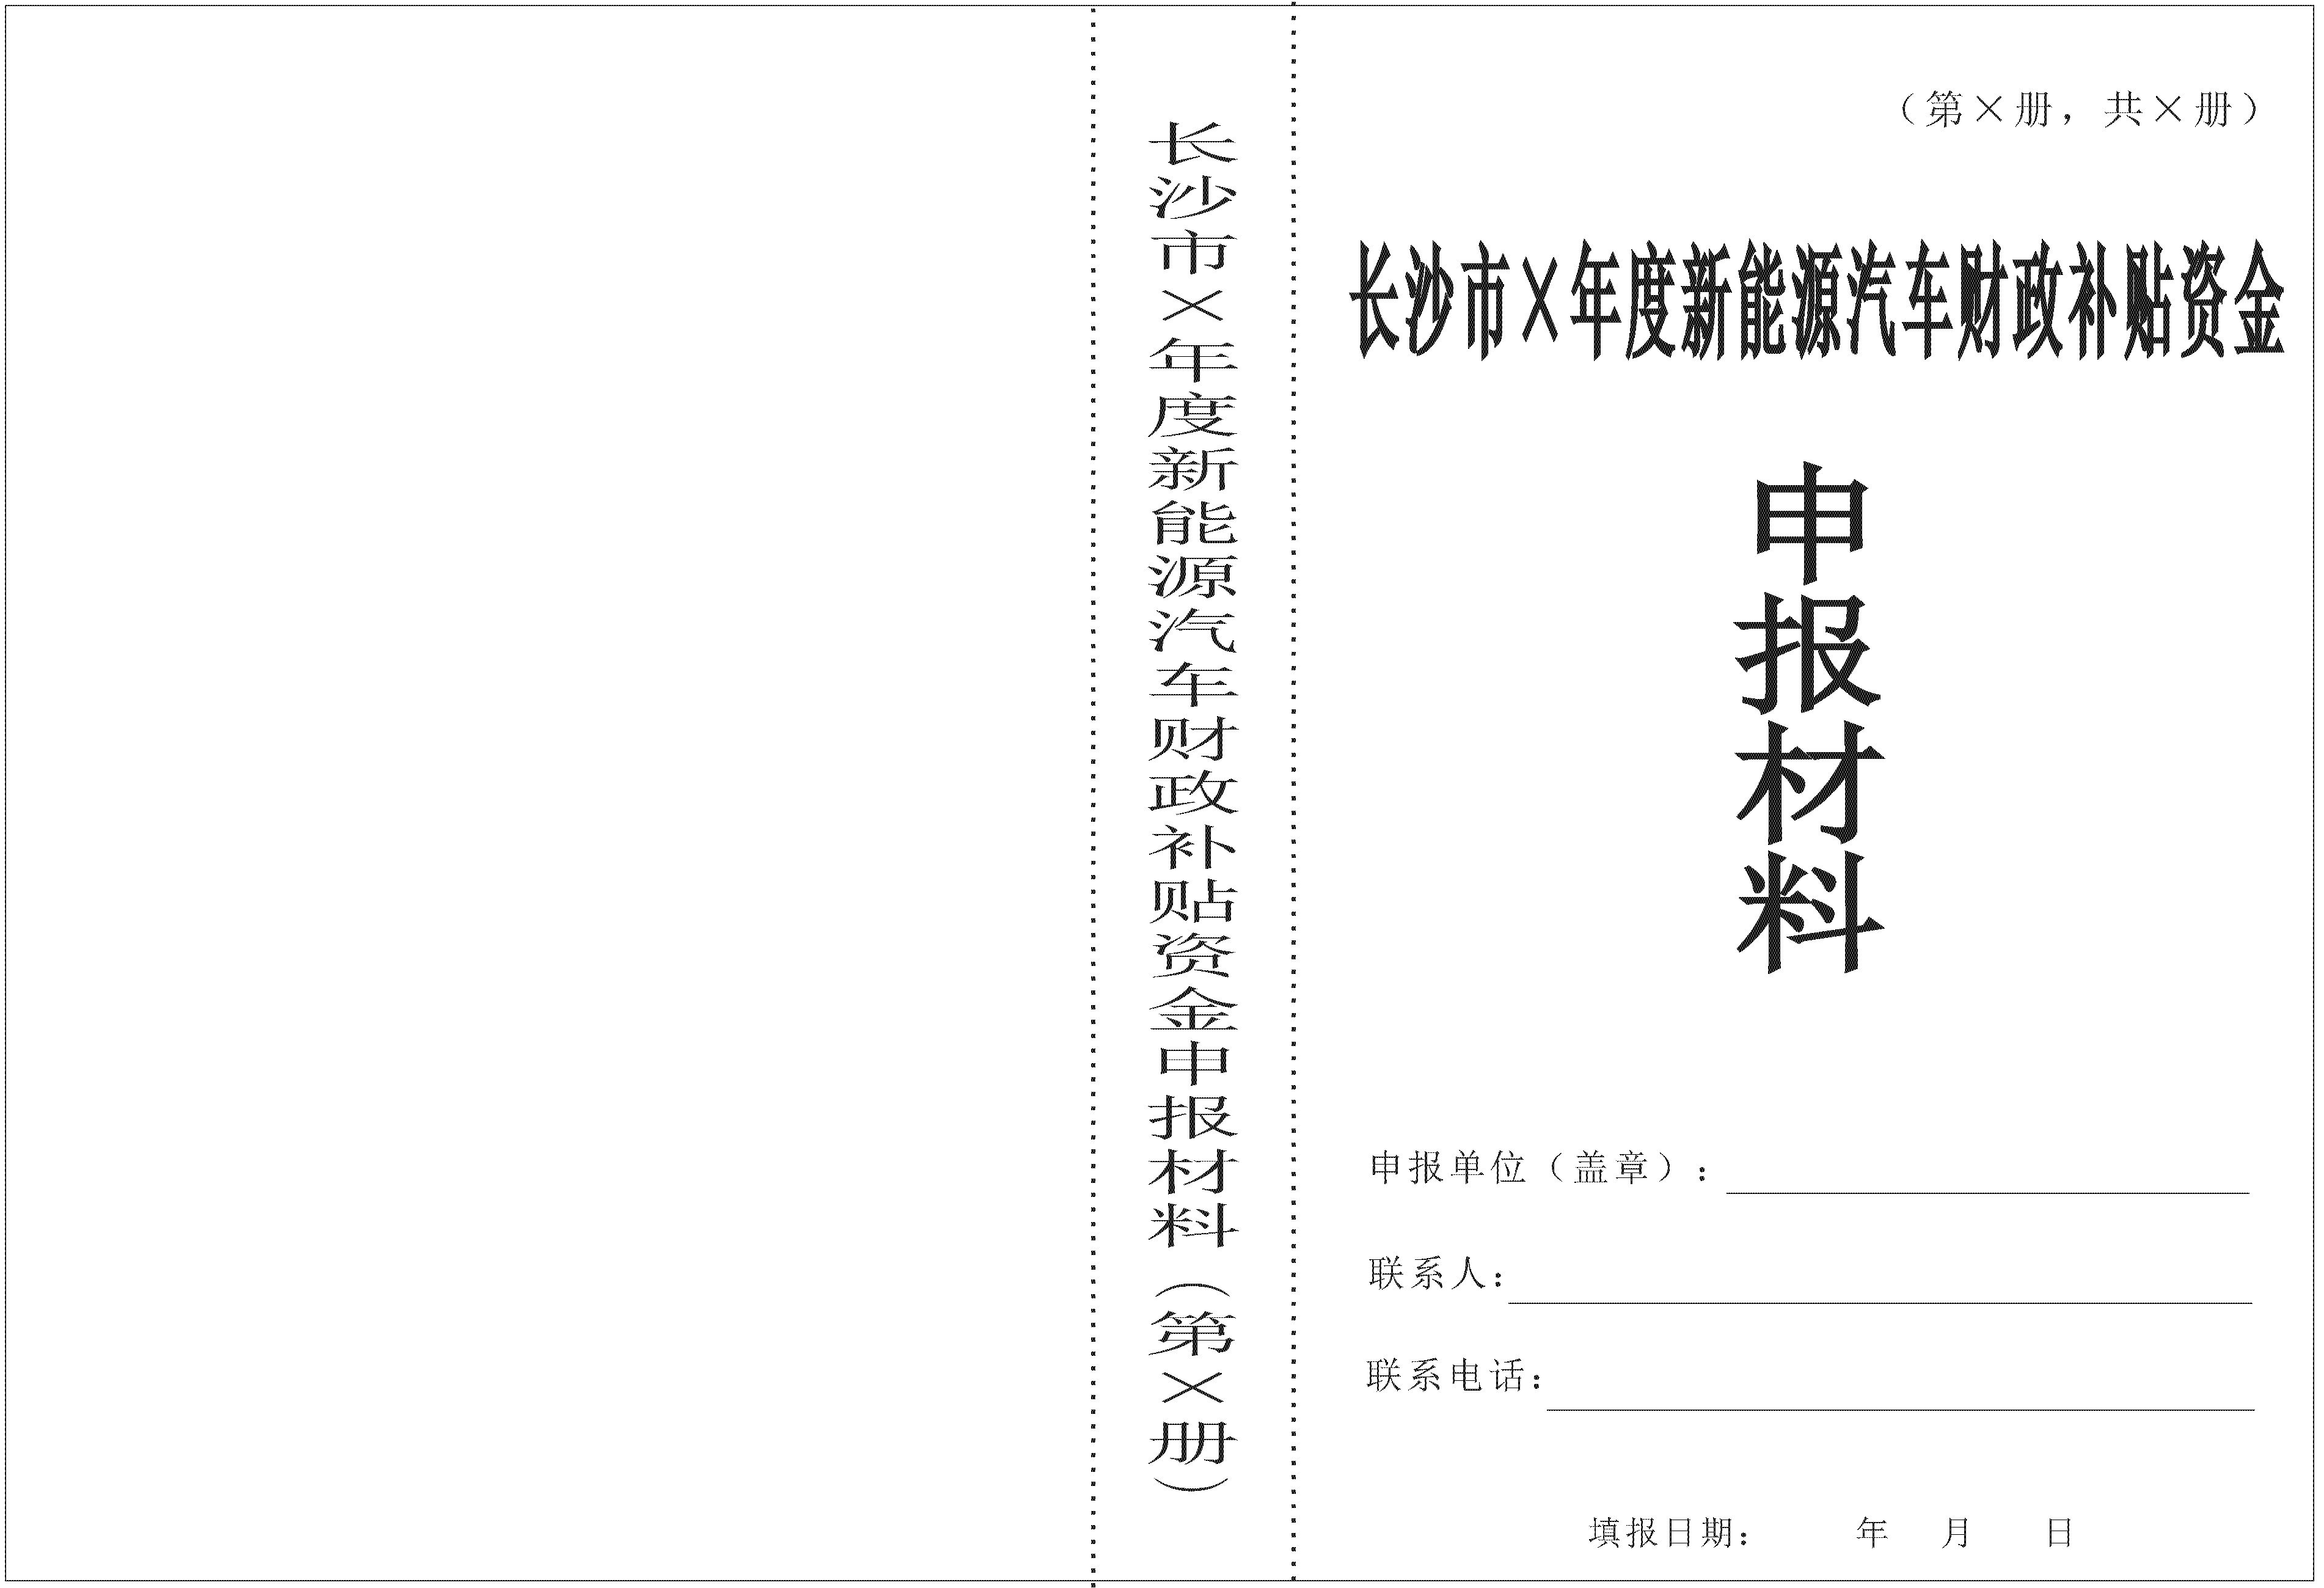 长沙市×年度新能源汽车财政补贴资金申报材料（第×册）
（第×册，共×册）
长沙市×年度新能源汽车财政补贴资金
申报材料
申报单位（盖章）：
联系人：
联系电话：
填报日期： 年 月 日